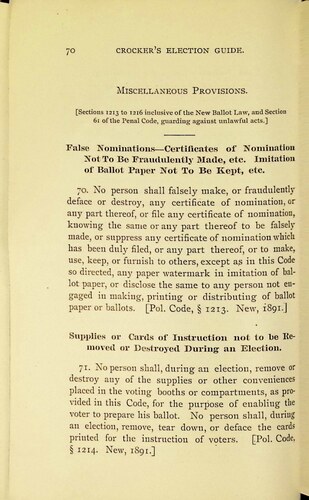 70 CROCKER'S ELECTION GUIDE.
MISCELLANEOUS PROVISIONS.
[Sections 1213 to 1216 inclusive of the New Ballot Law, and Section
61 of the Penal Code, guarding against unlawful acts.]
False Nominations—Certificates of Nomination
Not To Be Fraudulently Made, etc. Imitation
of Ballot Paper Not To Be Kept, etc.
70. No person shall falsely make, or fraudulently
deface or destroy, any certificate of nomination, or
any part thereof, or file any certificate of nomination,
knowing the same or any part thereof to be falsely
made, or suppress any certificate of nomination which
has been duly filed, or any part thereof, or to make,
use, keep, or furnish to others, except as in this Code
so directed, any paper watermark in imitation of bal-
lot paper, or disclose the same to any person not en-
gaged in making, printing or distributing of ballot
paper or ballots. [Pol. Code, § 1213. New, 1891.]
Supplies or Cards of Instruction not to be Re-
moved or Destroyed During an Election.
71. No person shall, during an election, remove or
destroy any of the supplies or other conveniences
placed in the voting booths or compartments, as pro-
vided in this Code, for the purpose of enabling the
voter to prepare his ballot. No person shall, during
an election, remove, tear down, or deface the cards
printed for the instruction of voters. [Pol. Code,
§ 1214. New, 1891.]